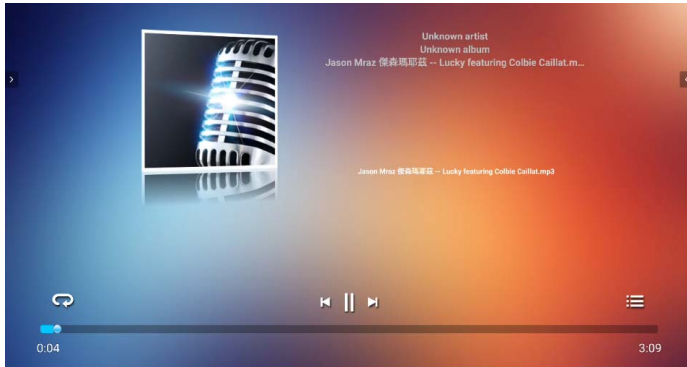 Unknown artist
Unknown album
Jason Mraz 傑森瑪耶茲 -- Lucky featuring Colbie Caillat.m...
Jason Mraz 傑森瑪耶茲 -- Lucky featuring Colbie Caillat.mp3
0:04
3:09